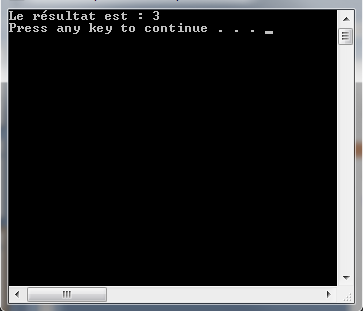 Le résultat est : 3
Press any key to continue . . . _